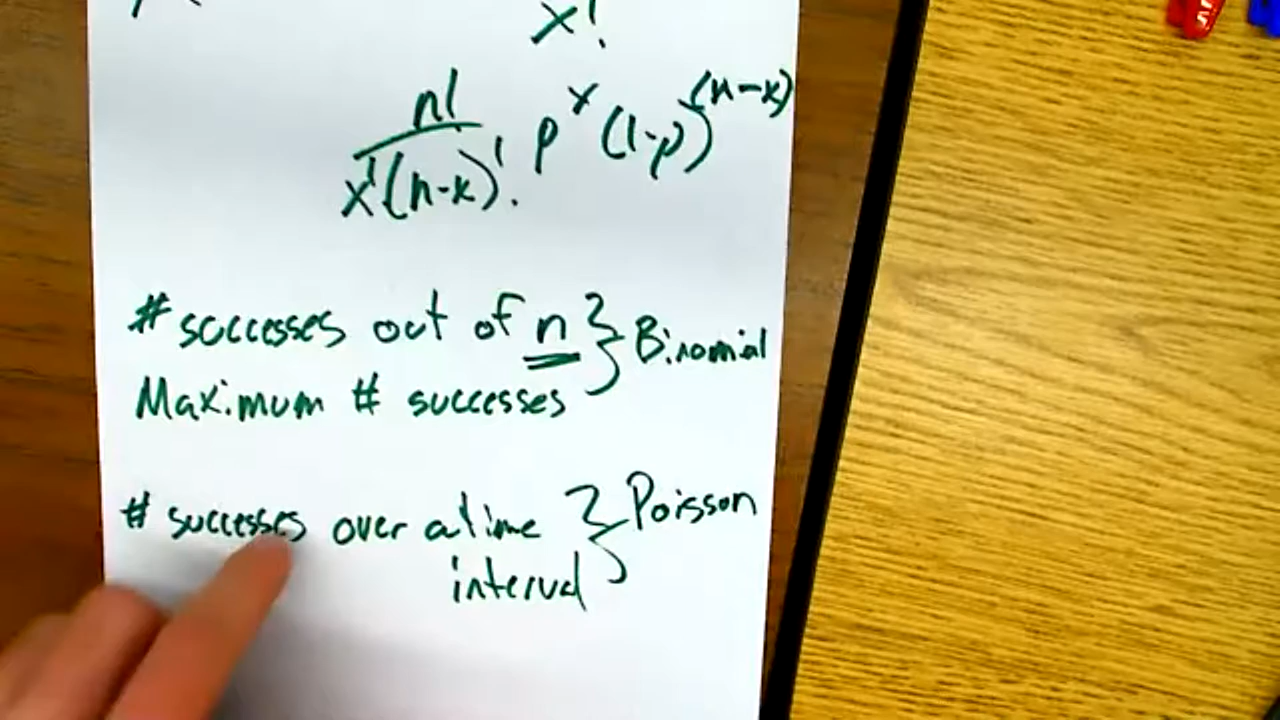 x!
n!
x!(n-x)! p^x (1-p)^(n-x)
# successes out of n } Binomial
Maximum # successes
# successes over a time } Poisson
interval